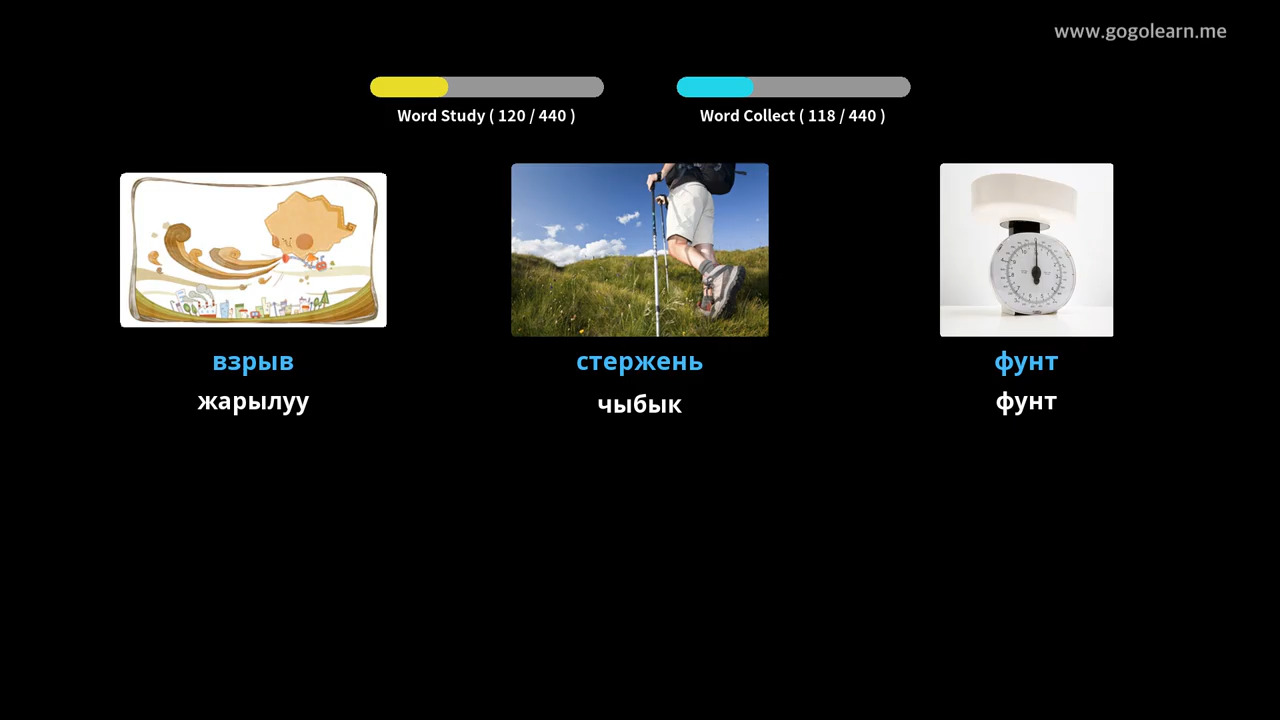 www.gogolearn.me
Word Study ( 120 / 440 )
Word Collect ( 118 / 440 )
взрыв
жарылуу
стержень
чыбык
фунт
фунт